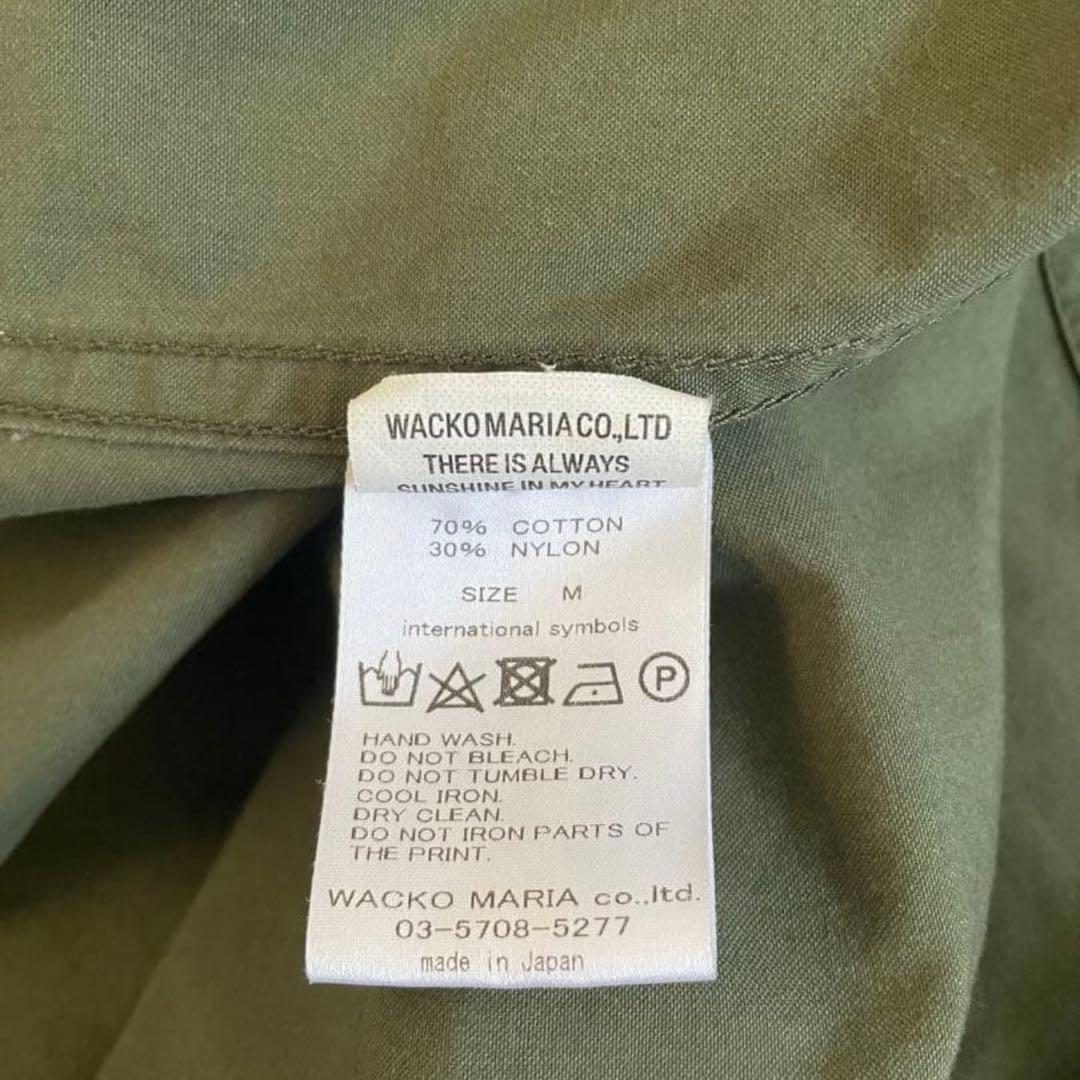 WACKO MARIA CO.,LTD
THERE IS ALWAYS
SUNSHINE IN MY HEART
70% COTTON
30% NYLON
SIZE M
international symbols
P
HAND WASH.
DO NOT BLEACH.
DO NOT TUMBLE DRY.
COOL IRON.
DRY CLEAN.
DO NOT IRON PARTS OF
THE PRINT.
WACKO MARIA co.,ltd.
03-5708-5277
made in Japan